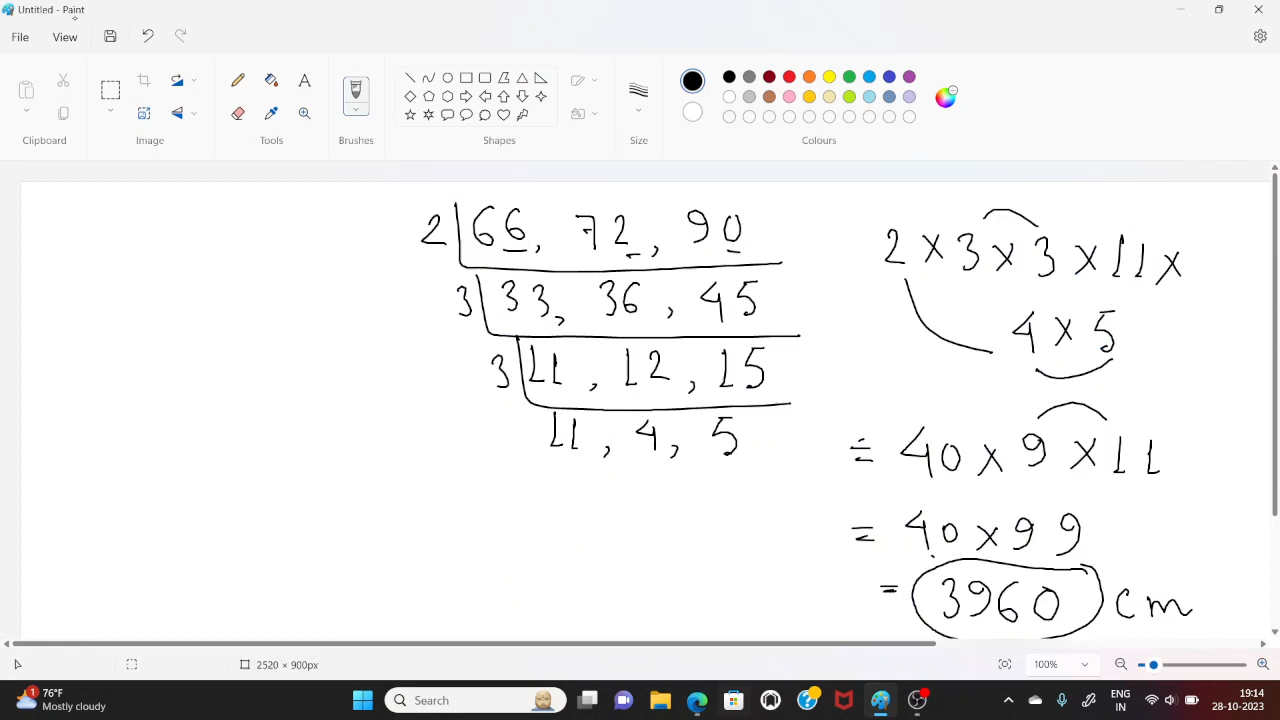 Untitled - Paint
File View
Clipboard Image Tools Brushes Shapes Size Colours
2 | 66, 72, 90
3 | 33, 36, 45
3 | 11, 12, 15
11, 4, 5
2 x 3 x 3 x 11 x
4 x 5
= 40 x 9 x 11
= 40 x 99
= 3960 cm
2520 × 900px
100%
1
76°F
Mostly cloudy
Search
ENG
IN
19:14
28-10-2023